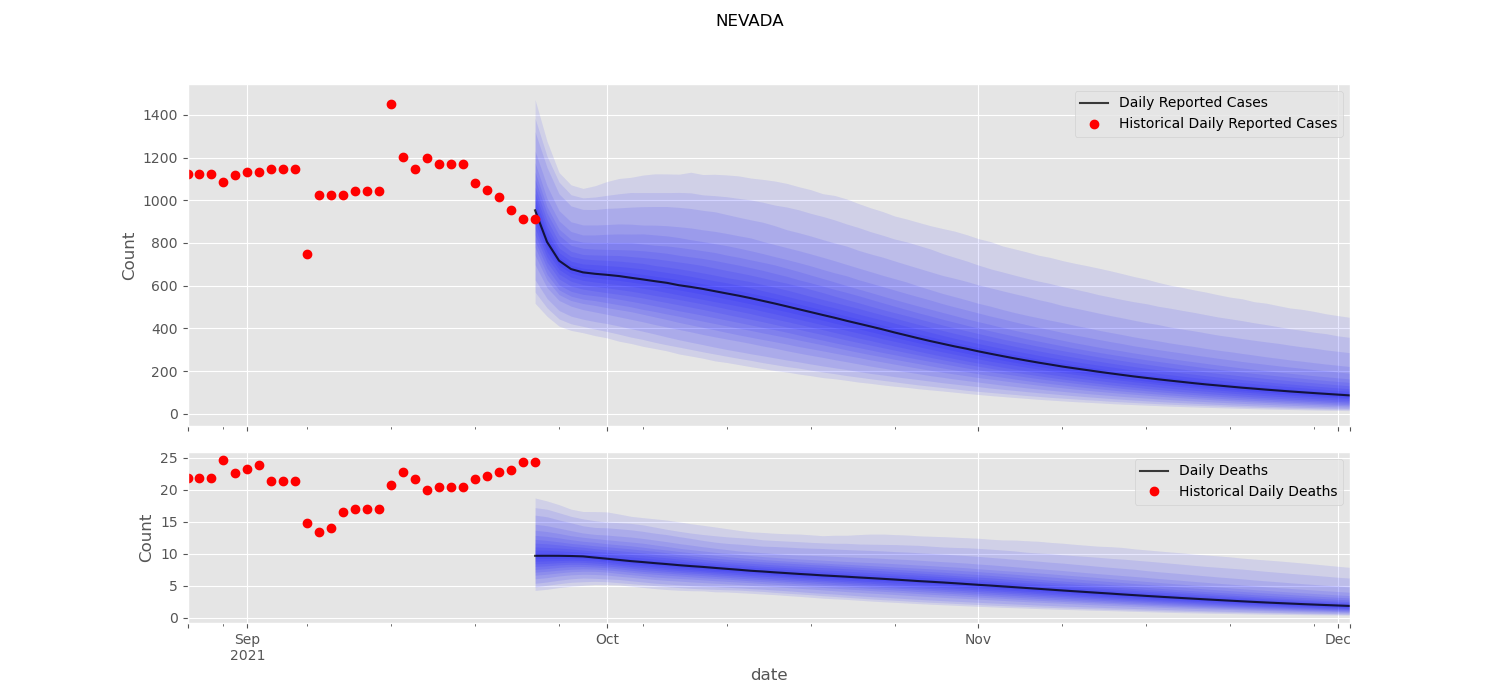 NEVADA
Daily Reported Cases
Historical Daily Reported Cases
Count
1400
1200
1000
800
600
400
200
0
Daily Deaths
Historical Daily Deaths
Count
25
20
15
10
5
0
Sep
2021
Oct
Nov
Dec
date